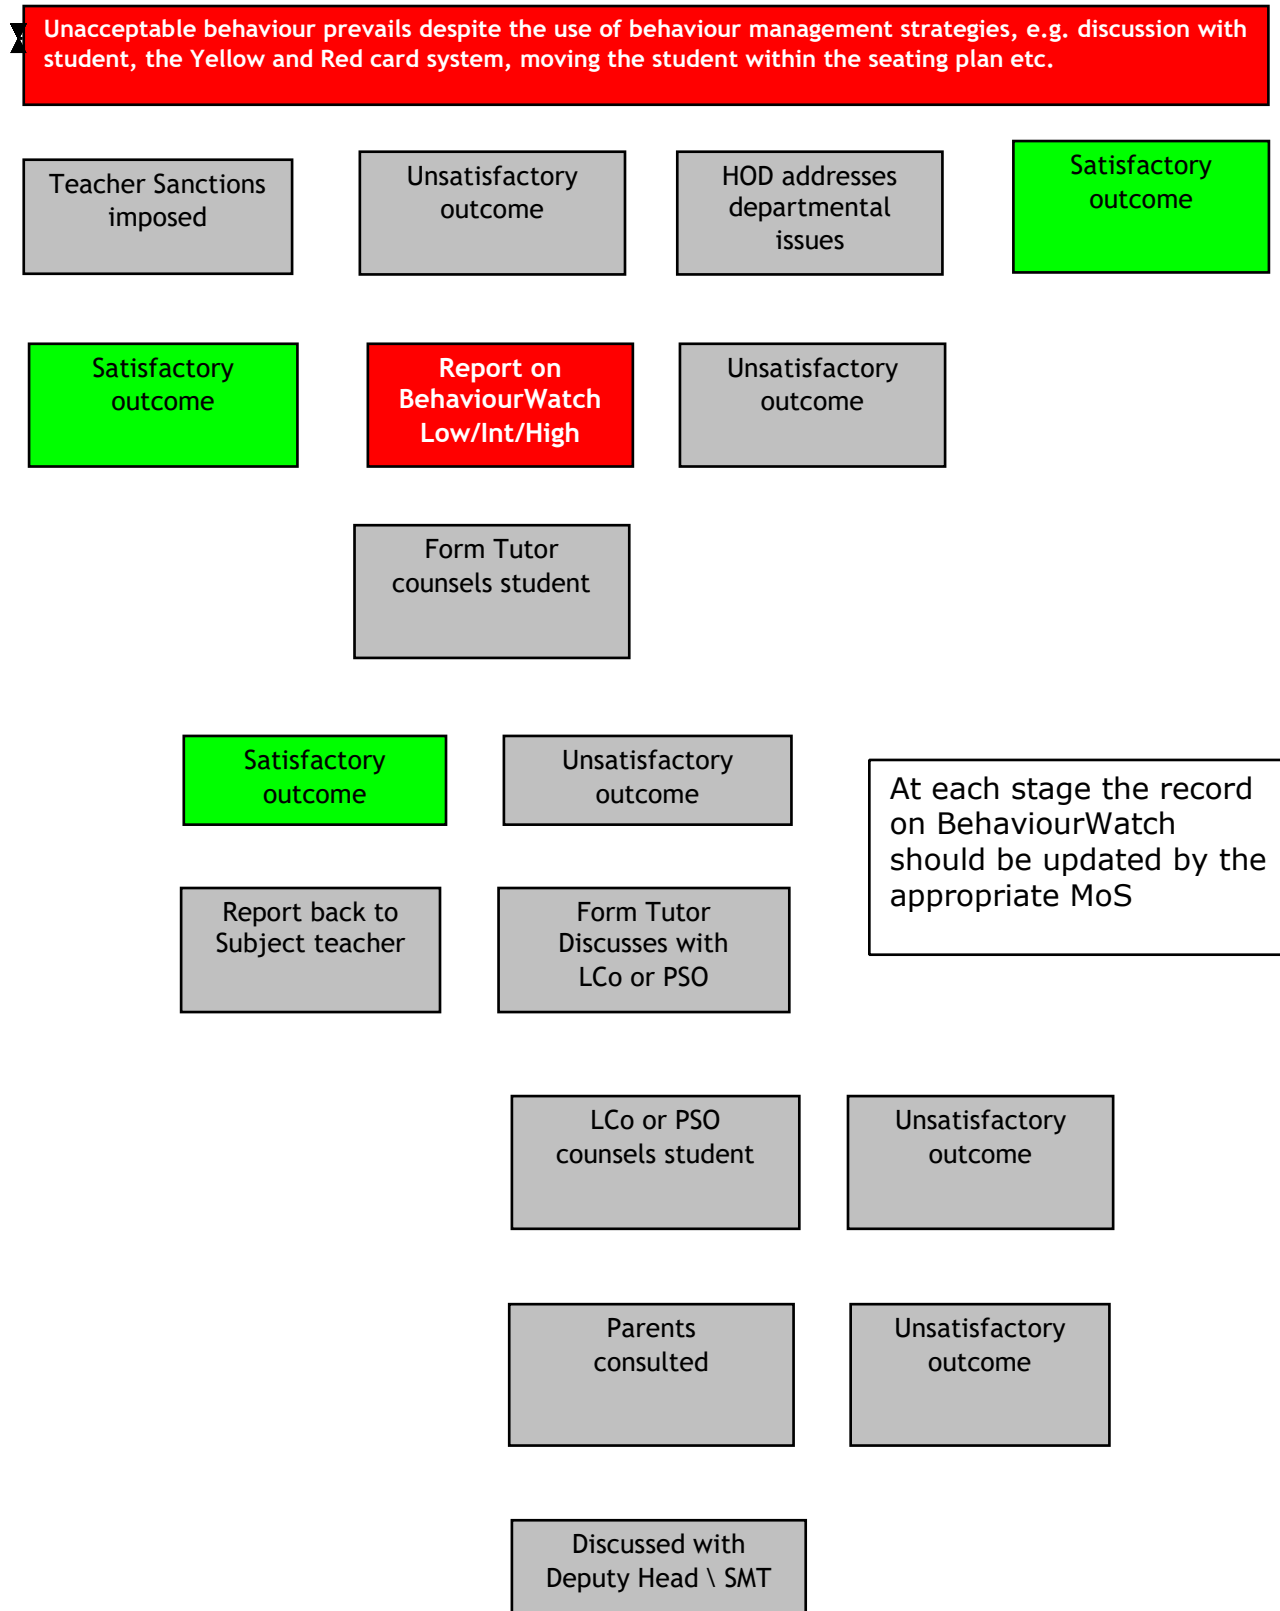 Unacceptable behaviour prevails despite the use of behaviour management strategies, e.g. discussion with
student, the Yellow and Red card system, moving the student within the seating plan etc.
Teacher Sanctions
imposed
Unsatisfactory
outcome
HOD addresses
departmental
issues
Satisfactory
outcome
Satisfactory
outcome
Report on
BehaviourWatch
Low/Int/High
Unsatisfactory
outcome
Form Tutor
counsels student
Satisfactory
outcome
Unsatisfactory
outcome
At each stage the record
on BehaviourWatch
should be updated by the
appropriate MoS
Report back to
Subject teacher
Form Tutor
Discusses with
LCo or PSO
LCo or PSO
counsels student
Unsatisfactory
outcome
Parents
consulted
Unsatisfactory
outcome
Discussed with
Deputy Head \ SMT